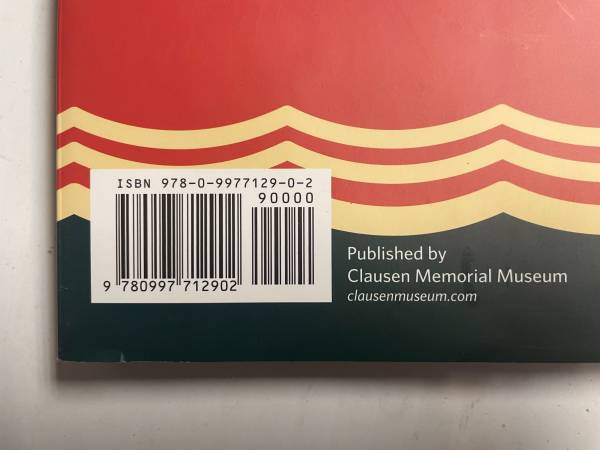 ISBN 978-0-9977129-0-2
90000
9 780997 712902
Published by
Clausen Memorial Museum
clausenmuseum.com